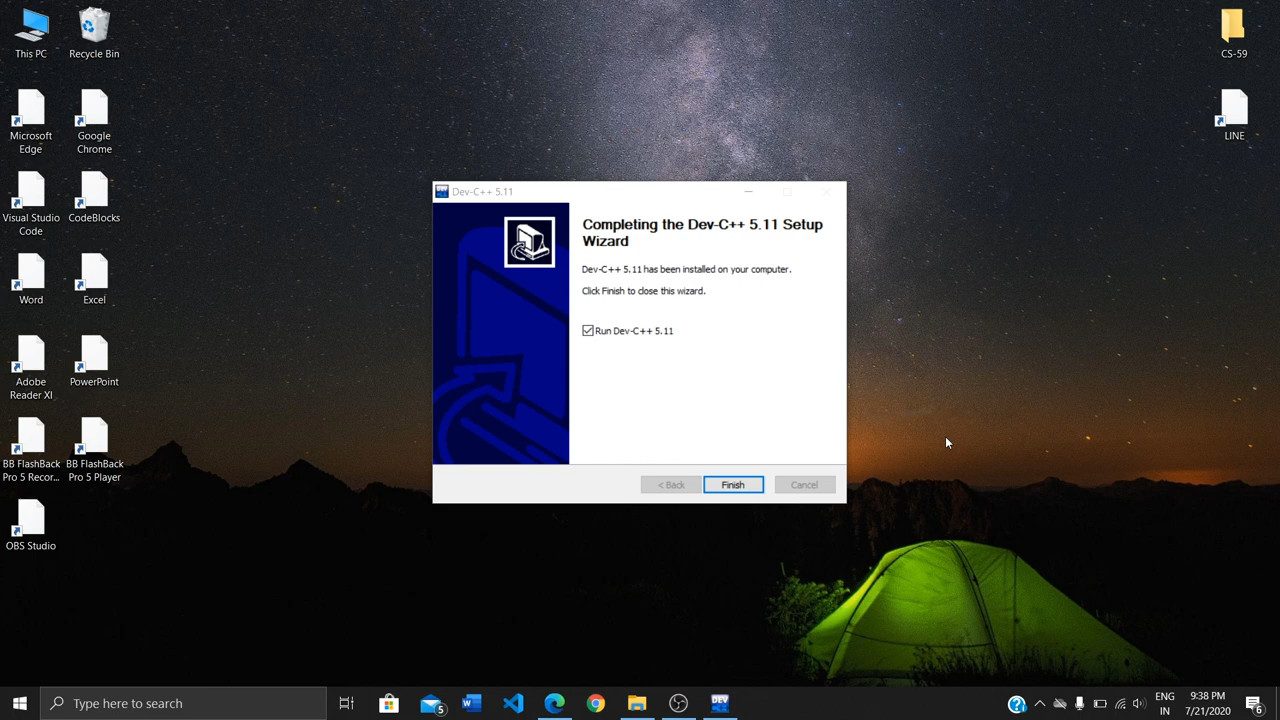 This PC
Recycle Bin
CS-59
Microsoft
Edge
Google
Chrome
LINE
Visual Studio
Code
CodeBlocks
Word
Excel
Adobe
Reader XI
PowerPoint
BB FlashBack
Pro 5 Recor...
BB FlashBack
Pro 5 Player
OBS Studio
Dev-C++ 5.11
Completing the Dev-C++ 5.11 Setup
Wizard
Dev-C++ 5.11 has been installed on your computer.
Click Finish to close this wizard.
Run Dev-C++ 5.11
< Back
Finish
Cancel
Type here to search
5
DEV
ENG
IN
9:38 PM
7/21/2020
6